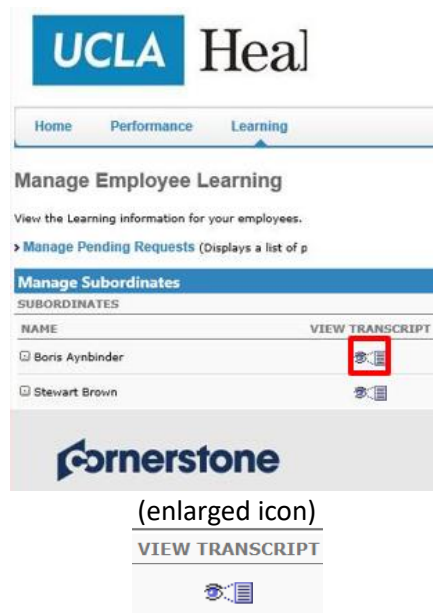 UCLA Heal
Home Performance Learning
Manage Employee Learning
View the Learning information for your employees.
› Manage Pending Requests (Displays a list of p
Manage Subordinates
SUBORDINATES
NAME VIEW TRANSCRIPT
Boris Aynbinder
Stewart Brown
cornerstone
(enlarged icon)
VIEW TRANSCRIPT